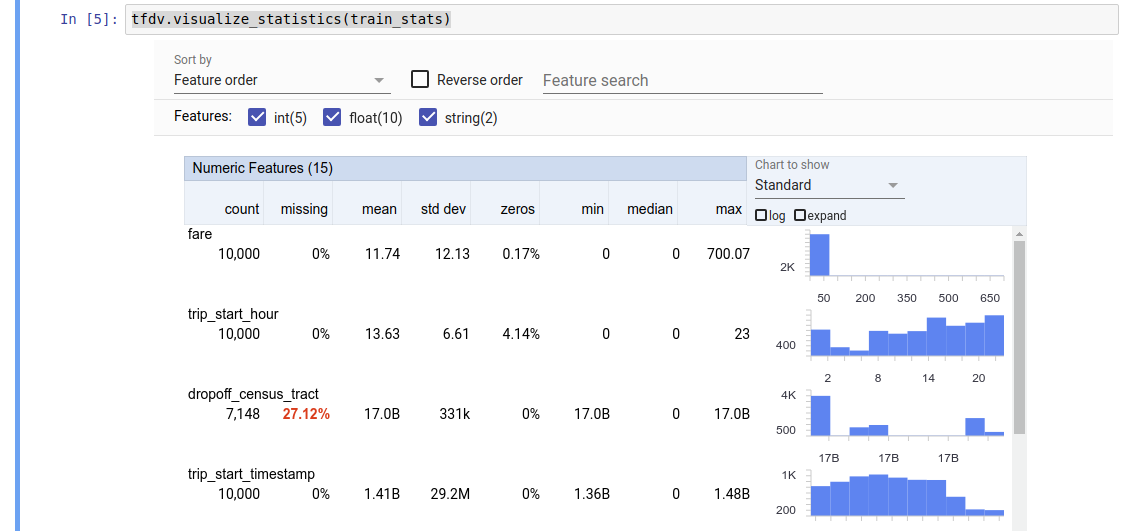 In [5]: tfdv.visualize_statistics(train_stats)
Sort by
Feature order
Reverse order
Feature search
Features: int(5) float(10) string(2)
Numeric Features (15)
Chart to show
Standard
log expand
count missing mean std dev zeros min median max
fare
10,000 0% 11.74 12.13 0.17% 0 0 700.07
2K
50 200 350 500 650
trip_start_hour
10,000 0% 13.63 6.61 4.14% 0 0 23
400
2 8 14 20
dropoff_census_tract
7,148 27.12% 17.0B 331k 0% 17.0B 0 17.0B
4K
500
17B 17B 17B
trip_start_timestamp
10,000 0% 1.41B 29.2M 0% 1.36B 0 1.48B
1K
200